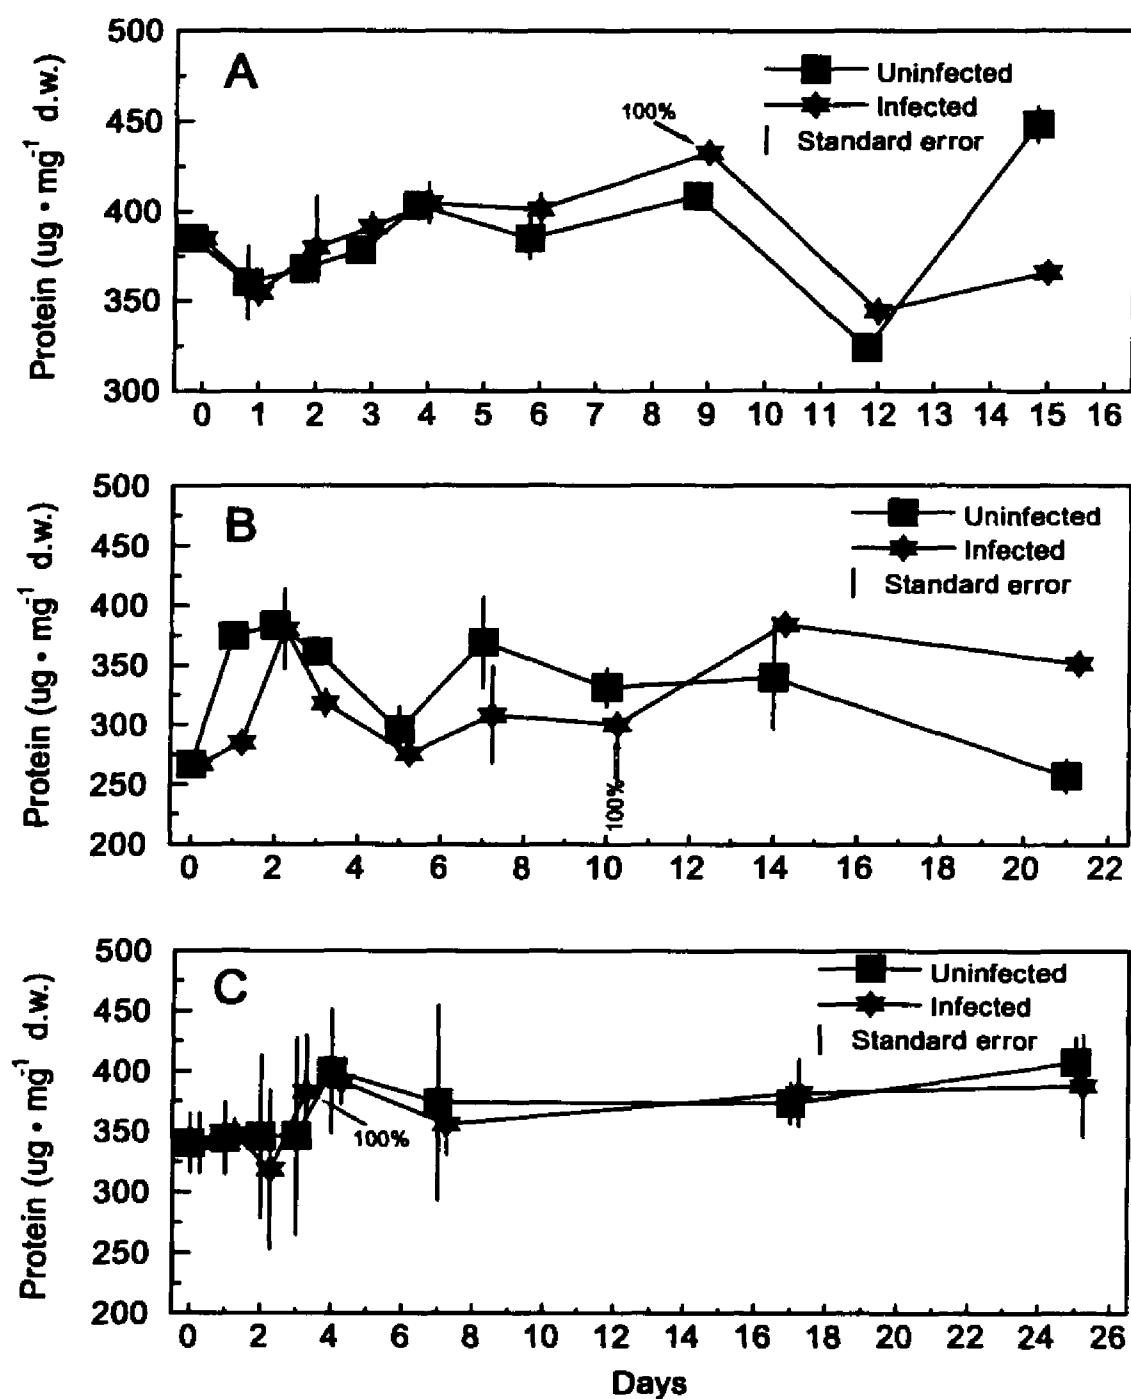 500
A
Uninfected
Infected
Standard error
100%
450
400
350
300
Protein (ug • mg⁻¹ d.w.)
0 1 2 3 4 6 7 8 9 10 11 12 13 14 15 16
500
B
Uninfected
Infected
Standard error
450
400
350
300
250
200
Protein (ug • mg⁻¹ d.w.)
100%
0 2 4 6 8 10 12 14 16 18 20 22
500
C
Uninfected
Infected
Standard error
450
400
350
300
250
200
Protein (ug • mg⁻¹ d.w.)
100%
0 2 4 6 8 10 12 14 16 18 20 22 24 26
Days